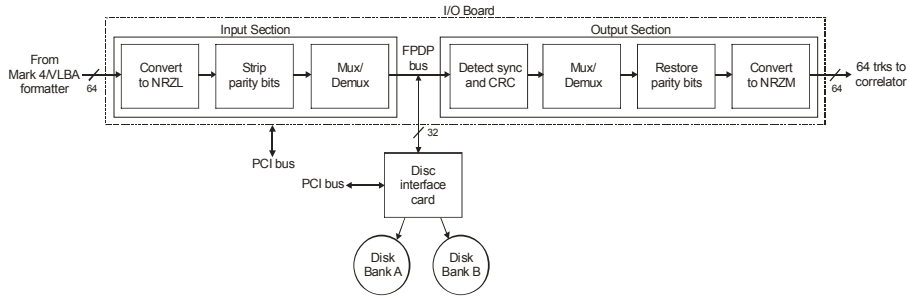 I/O Board
Input Section
Output Section
From
Mark 4/VLBA
formatter
64
Convert
to NRZL
Strip
parity bits
Mux/
Demux
FPDP
bus
Detect sync
and CRC
Mux/
Demux
Restore
parity bits
Convert
to NRZM
64
64 trks to
correlator
PCI bus
32
PCI bus
Disc
interface
card
Disk
Bank A
Disk
Bank B